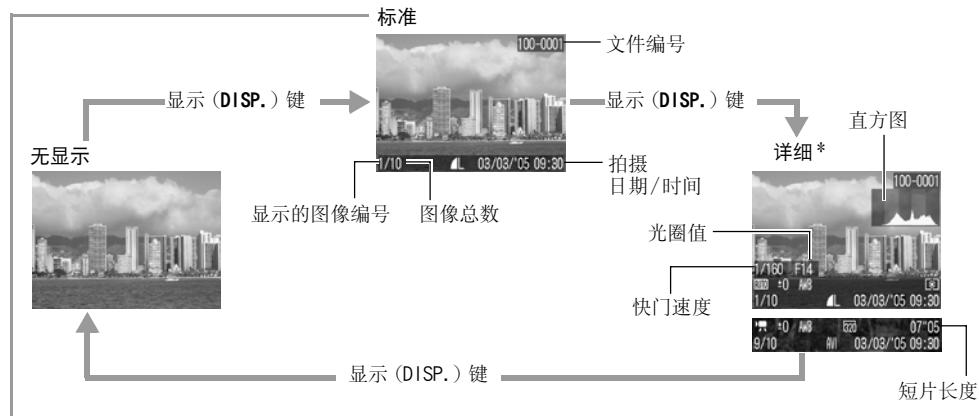 标准
100-0001
文件编号
显示(DISP.)键
显示(DISP.)键
直方图
无显示
详细*
1/10 L 03/03/'05 09:30
拍摄
日期/时间
100-0001
显示的图像编号
图像总数
光圈值
1/160 F14
AUTO ±0 AWB
快门速度
1/10 L 03/03/'05 09:30
±0 AWB 320 07"05
9/10 AVI 03/03/'05 09:30
显示(DISP.)键
短片长度